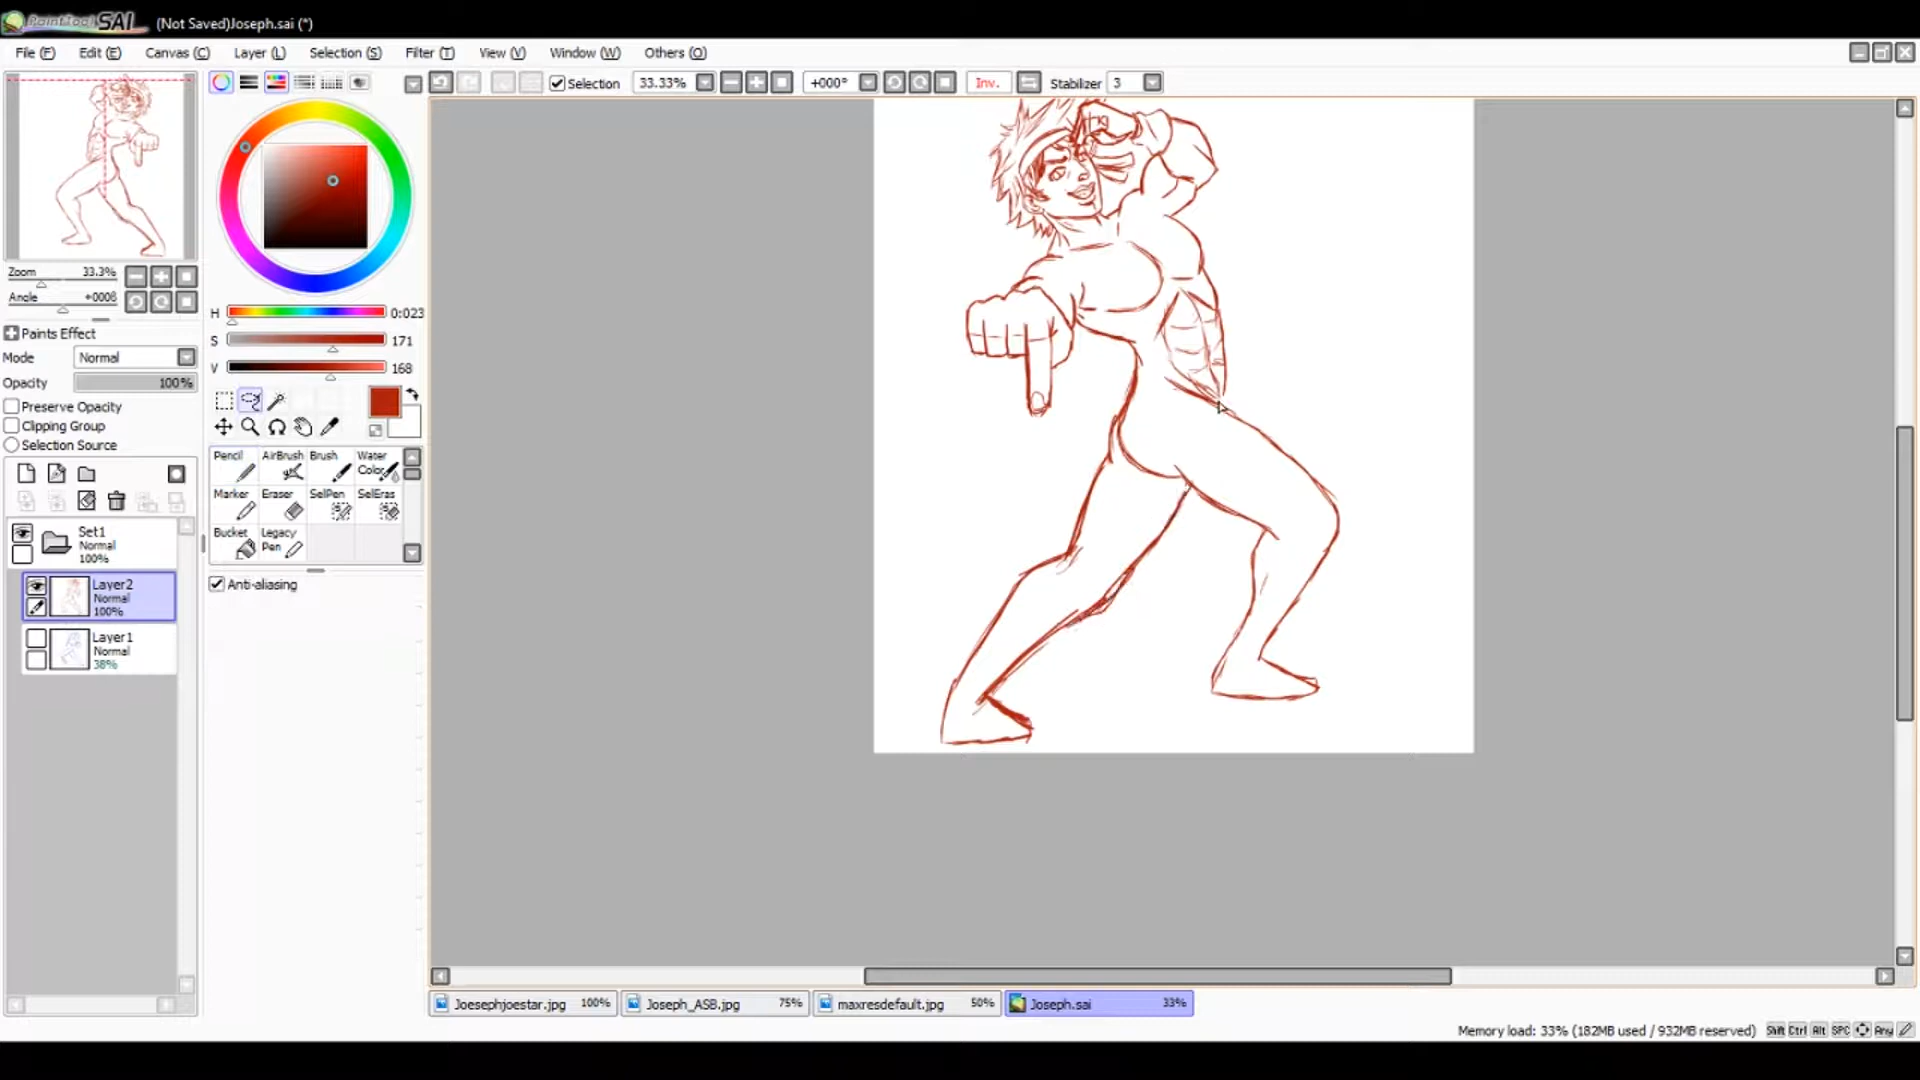 PaintTool SAI (Not Saved)Joseph.sai (*)
File (F) Edit (E) Canvas (C) Layer (L) Selection (S) Filter (T) View (V) Window (W) Others (O)
Selection 33.33% +000° Inv. Stabilizer 3
Zoom 33.3%
Angle +000ß
Paints Effect
Mode Normal
Opacity 100%
Preserve Opacity
Clipping Group
Selection Source
Set1
Normal
100%
Layer2
Normal
100%
Layer1
Normal
38%
H 0:023
S 171
V 168
Pencil AirBrush Brush Water Color
Marker Eraser SelPen SelEras
Bucket Legacy Pen
Anti-aliasing
Joesephjoestar.jpg 100% Joseph_ASB.jpg 75% maxresdefault.jpg 50% Joseph.sai 33%
Memory load: 33% (182MB used / 932MB reserved) Shift Ctrl Alt SPC Any